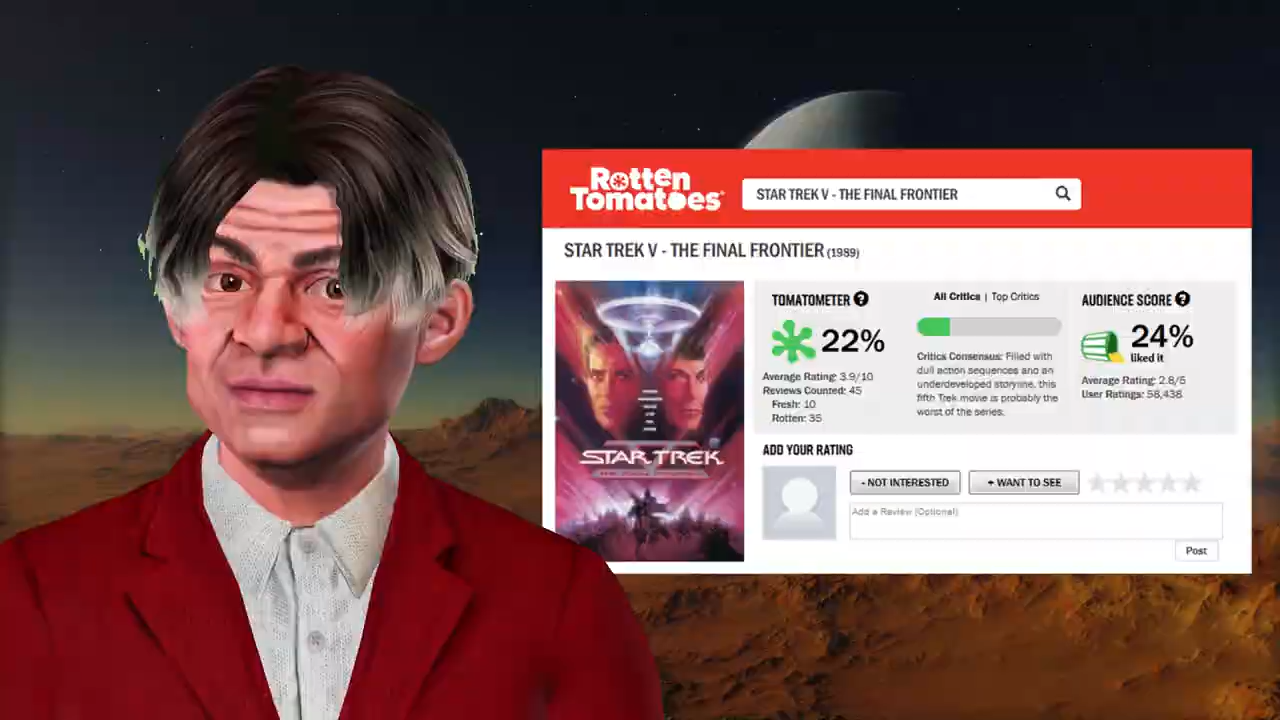 Rotten
Tomatoes
STAR TREK V - THE FINAL FRONTIER
STAR TREK V - THE FINAL FRONTIER (1989)
TOMATOMETER ?
22%
Average Rating: 3.9/10
Reviews Counted: 45
Fresh: 10
Rotten: 35
All Critics | Top Critics
Critics Consensus: Filled with
dull action sequences and an
underdeveloped storyline, this
fifth Trek movie is probably the
worst of the series.
AUDIENCE SCORE ?
24%
liked it
Average Rating: 2.8/5
User Ratings: 58,438
STAR TREK
ADD YOUR RATING
- NOT INTERESTED
+ WANT TO SEE
Add a Review (Optional)
Post